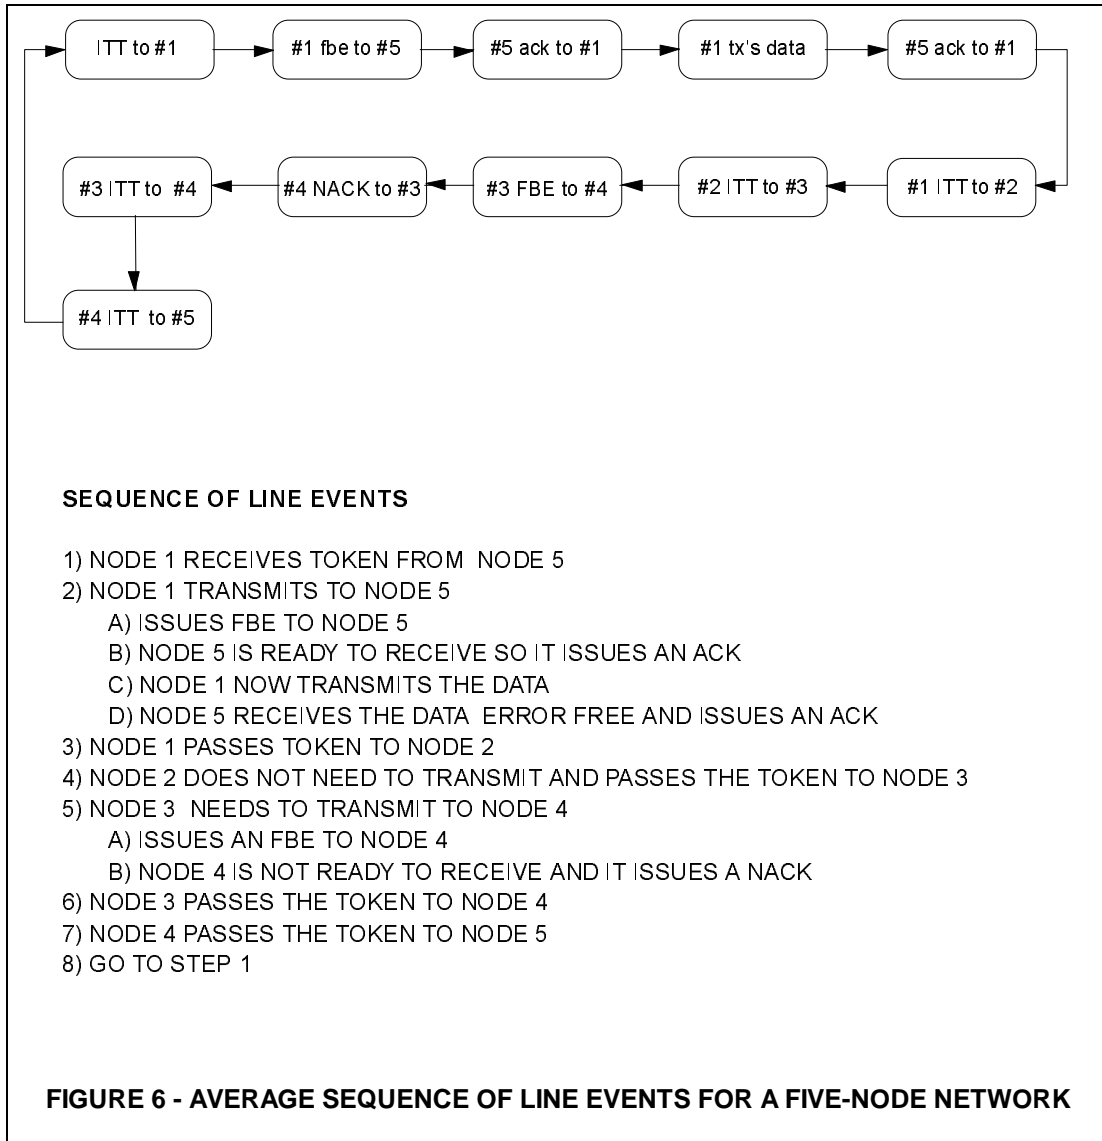 ITT to #1
#1 fbe to #5
#5 ack to #1
#1 tx's data
#5 ack to #1
#1 ITT to #2
#2 ITT to #3
#3 FBE to #4
#4 NACK to #3
#3 ITT to #4
#4 ITT to #5
SEQUENCE OF LINE EVENTS
1) NODE 1 RECEIVES TOKEN FROM NODE 5
2) NODE 1 TRANSMITS TO NODE 5
A) ISSUES FBE TO NODE 5
B) NODE 5 IS READY TO RECEIVE SO IT ISSUES AN ACK
C) NODE 1 NOW TRANSMITS THE DATA
D) NODE 5 RECEIVES THE DATA ERROR FREE AND ISSUES AN ACK
3) NODE 1 PASSES TOKEN TO NODE 2
4) NODE 2 DOES NOT NEED TO TRANSMIT AND PASSES THE TOKEN TO NODE 3
5) NODE 3 NEEDS TO TRANSMIT TO NODE 4
A) ISSUES AN FBE TO NODE 4
B) NODE 4 IS NOT READY TO RECEIVE AND IT ISSUES A NACK
6) NODE 3 PASSES THE TOKEN TO NODE 4
7) NODE 4 PASSES THE TOKEN TO NODE 5
8) GO TO STEP 1
FIGURE 6 - AVERAGE SEQUENCE OF LINE EVENTS FOR A FIVE-NODE NETWORK